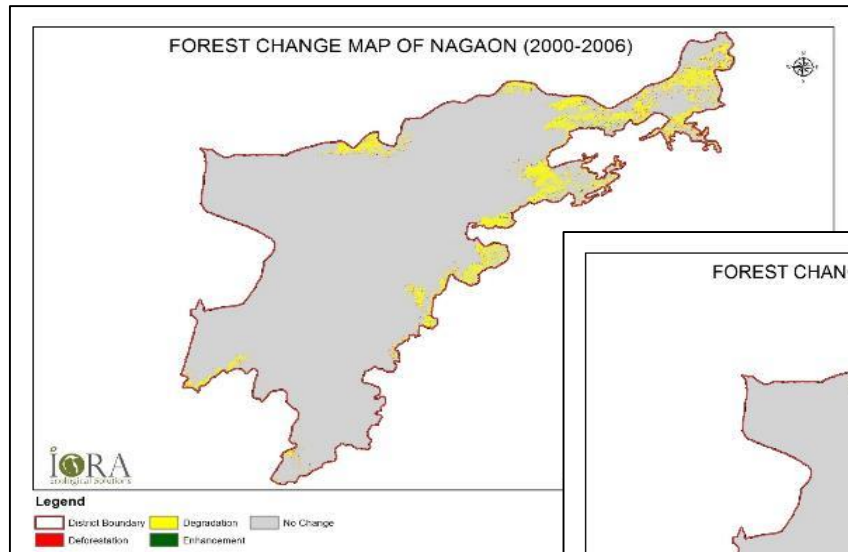 FOREST CHANGE MAP OF NAGAON (2000-2006)
FOREST CHAN
IORA
Ecological Solutions
Legend
District Boundary
Degradation
No Change
Deforestation
Enhancement